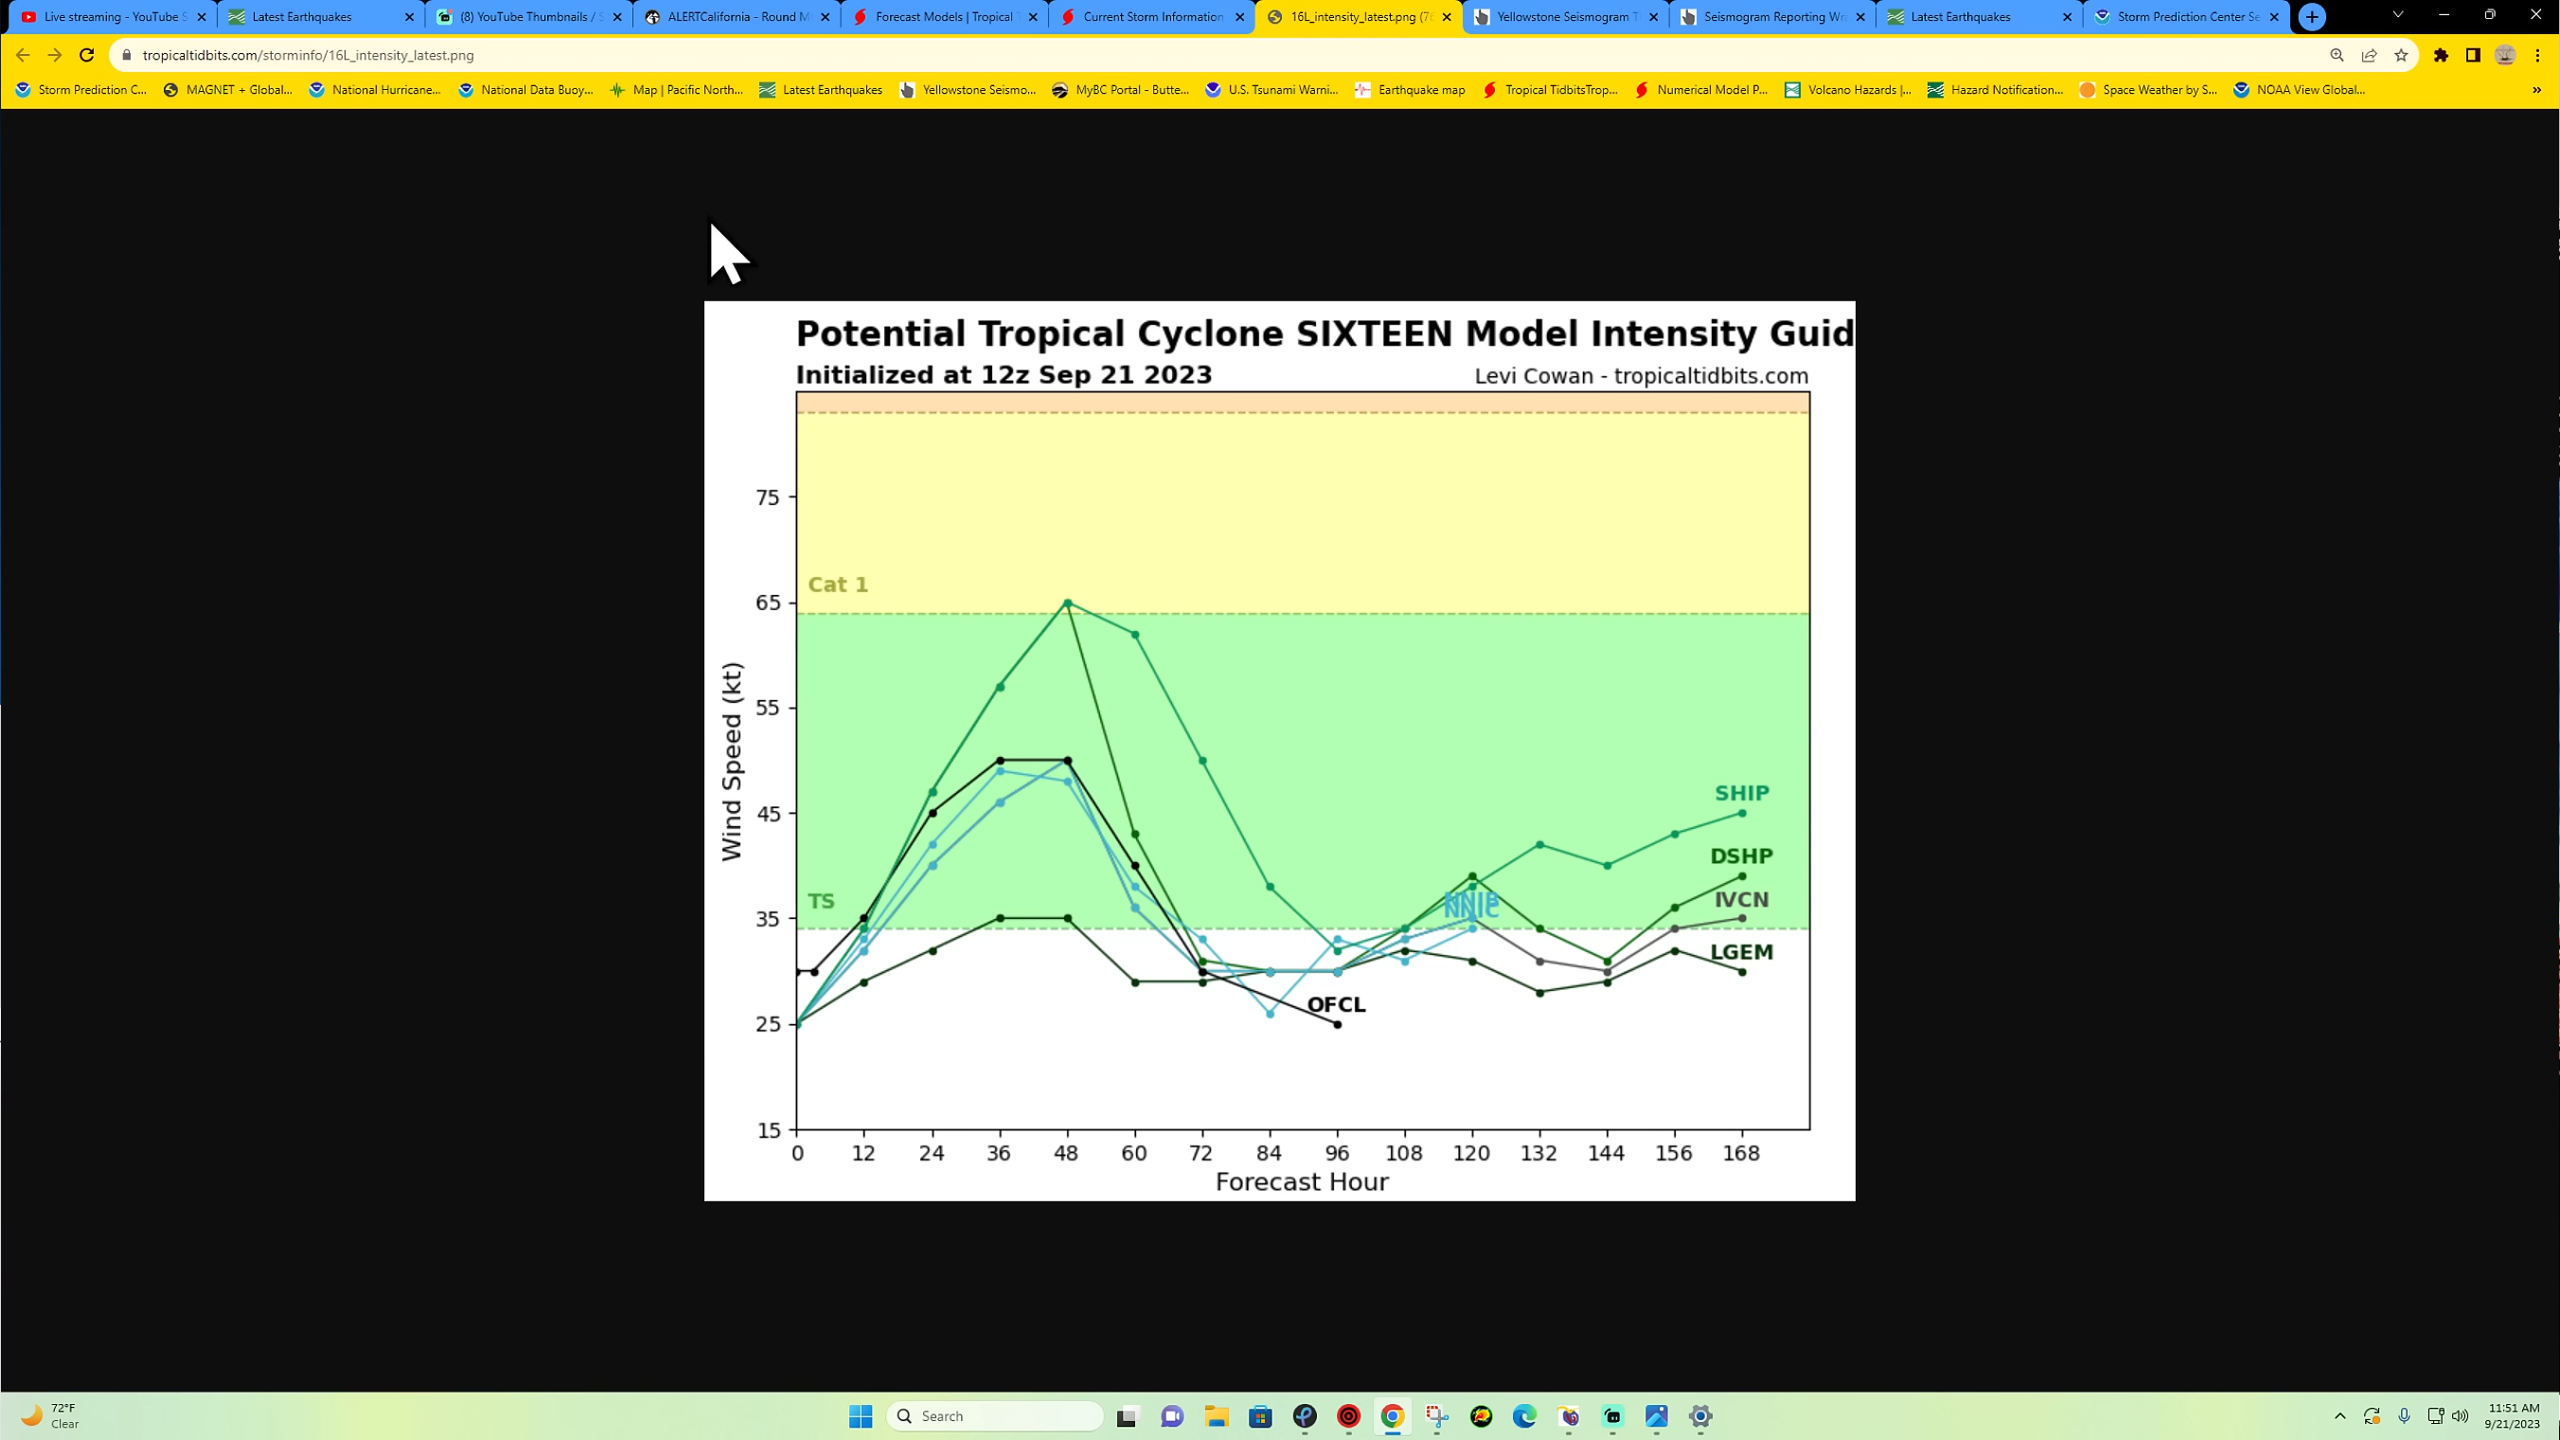 Live streaming - YouTube S
Latest Earthquakes
(8) YouTube Thumbnails / S
ALERTCalifornia - Round M
Forecast Models | Tropical T
Current Storm Information
16L_intensity_latest.png (76
Yellowstone Seismogram T
Seismogram Reporting Wr
Latest Earthquakes
Storm Prediction Center Se
tropicaltidbits.com/storminfo/16L_intensity_latest.png
Storm Prediction C...
MAGNET + Global...
National Hurricane...
National Data Buoy...
Map | Pacific North...
Latest Earthquakes
Yellowstone Seismo...
MyBC Portal - Butte...
U.S. Tsunami Warni...
Earthquake map
Tropical TidbitsTrop...
Numerical Model P...
Volcano Hazards |...
Hazard Notification...
Space Weather by S...
NOAA View Global...
»
Potential Tropical Cyclone SIXTEEN Model Intensity Guid
Initialized at 12z Sep 21 2023
Levi Cowan - tropicaltidbits.com
75
Cat 1
65
55
Wind Speed (kt)
SHIP
45
DSHP
TS
NNIB
IVCN
NNIC
35
LGEM
OFCL
25
15
0 12 24 36 48 60 72 84 96 108 120 132 144 156 168
Forecast Hour
72°F
Clear
Search
11:51 AM
9/21/2023